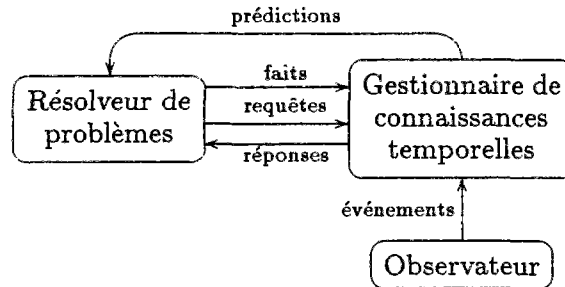 prédictions
faits
requêtes
réponses
Résolveur de
problèmes
Gestionnaire de
connaissances
temporelles
événements
Observateur